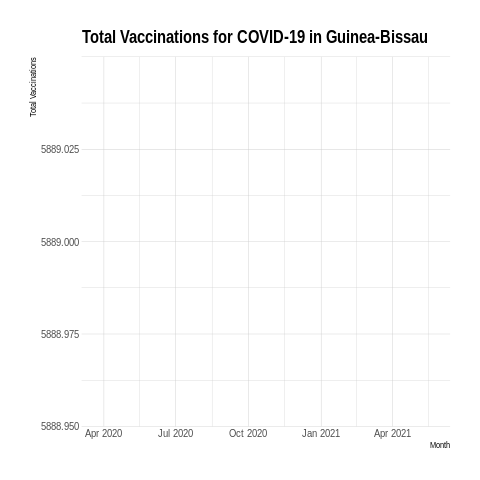 Total Vaccinations for COVID-19 in Guinea-Bissau
Total Vaccinations
5889.025
5889.000
5888.975
5888.950
Apr 2020 Jul 2020 Oct 2020 Jan 2021 Apr 2021
Month